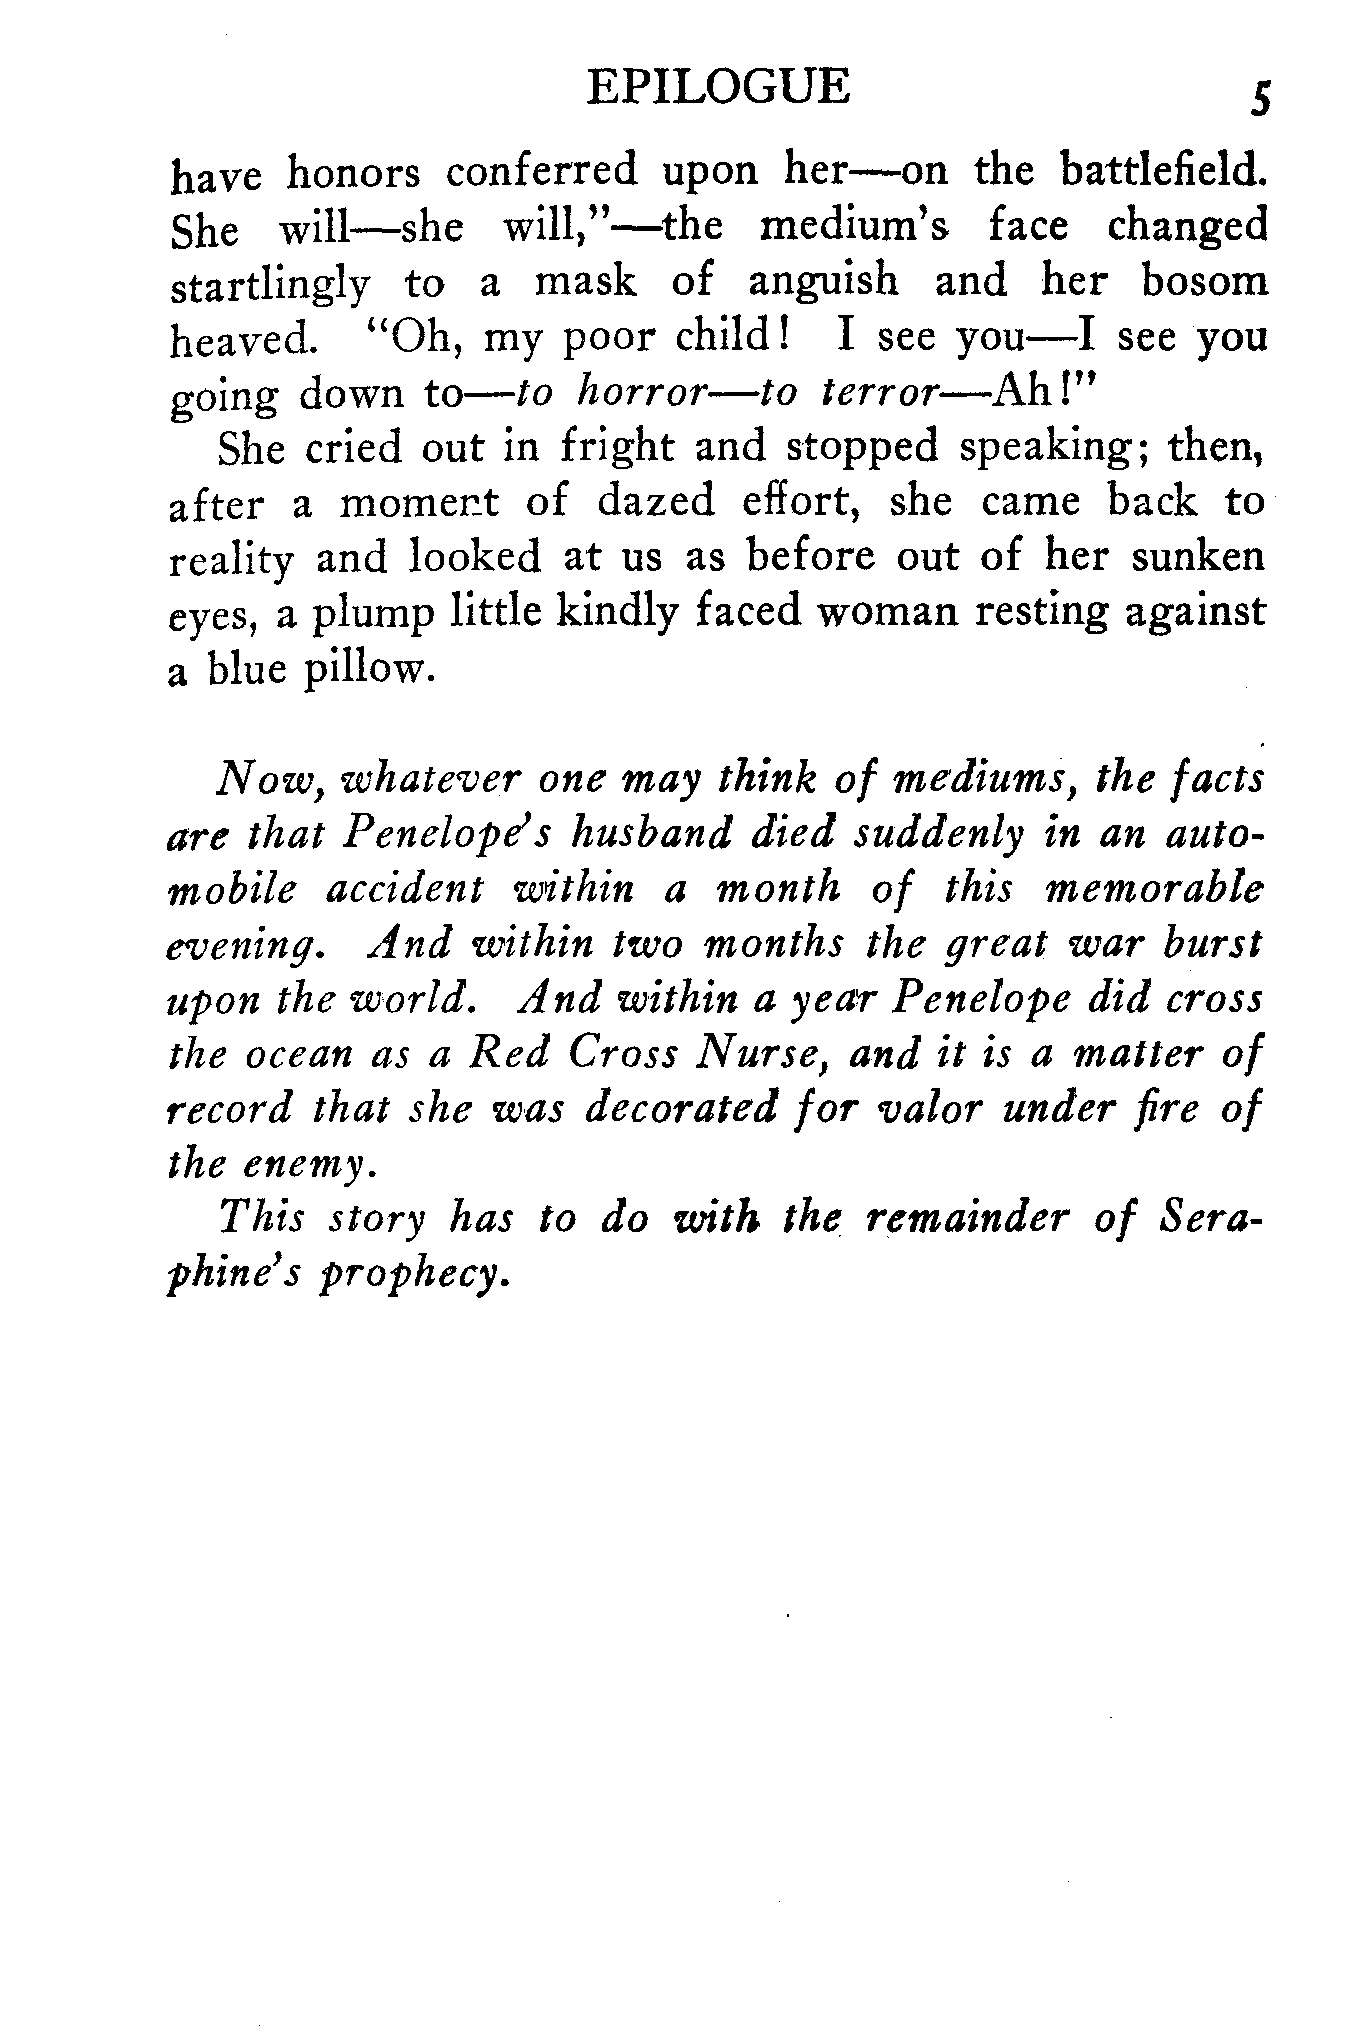 EPILOGUE 5
have honors conferred upon her—on the battlefield.
She will—she will,”—the medium’s face changed
startlingly to a mask of anguish and her bosom
heaved. “Oh, my poor child! I see you—I see you
going down to—to horror—to terror—Ah!”
She cried out in fright and stopped speaking; then,
after a moment of dazed effort, she came back to
reality and looked at us as before out of her sunken
eyes, a plump little kindly faced woman resting against
a blue pillow.
Now, whatever one may think of mediums, the facts
are that Penelope’s husband died suddenly in an auto-
mobile accident within a month of this memorable
evening. And within two months the great war burst
upon the world. And within a year Penelope did cross
the ocean as a Red Cross Nurse, and it is a matter of
record that she was decorated for valor under fire of
the enemy.
This story has to do with the remainder of Sera-
phine’s prophecy.